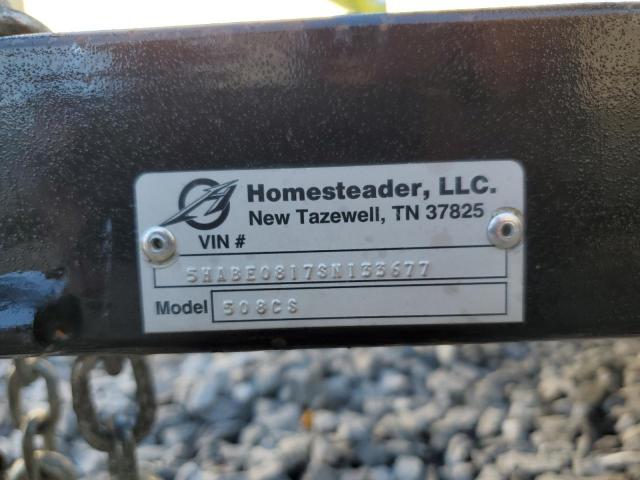 Homesteader, LLC.
New Tazewell, TN 37825
VIN #
5HABE0817SN133677
Model 508CS